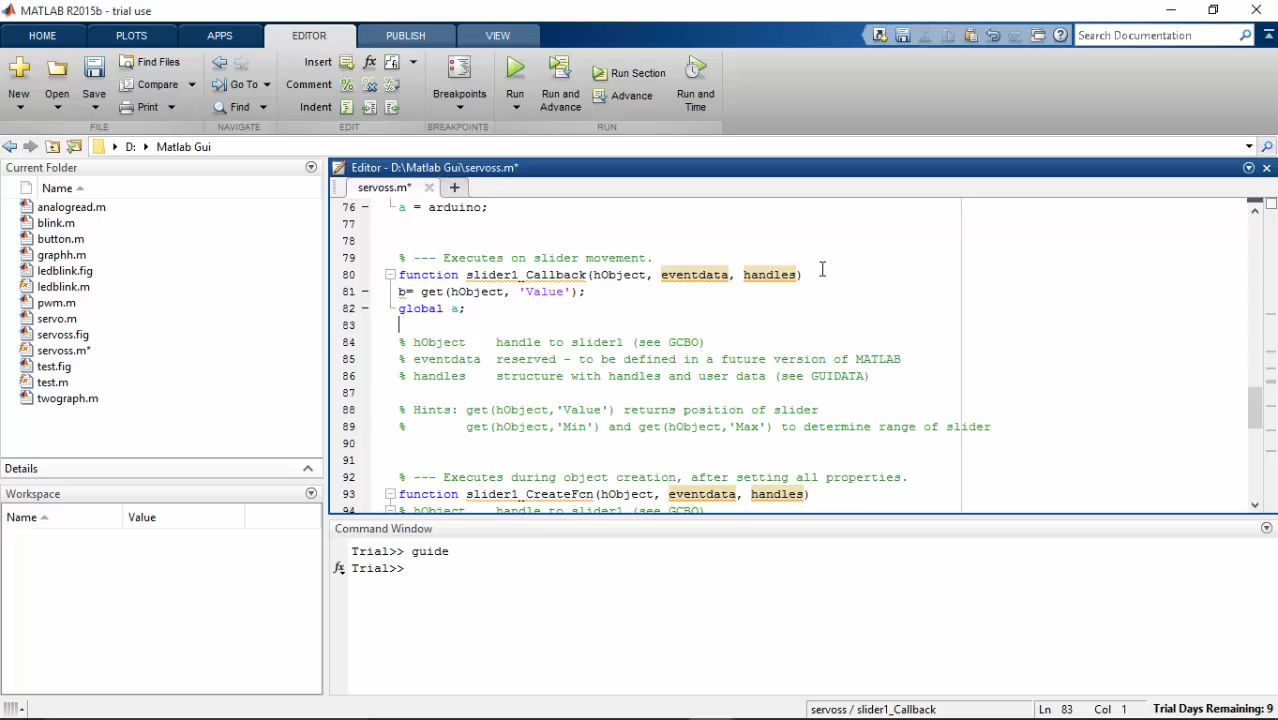 MATLAB R2015b - trial use
HOME PLOTS APPS EDITOR PUBLISH VIEW Search Documentation
New Open Save Find Files Compare Print
Go To Find
Insert fx Comment Indent
Breakpoints
Run Run and Advance Run Section Advance Run and Time
FILE NAVIGATE EDIT BREAKPOINTS RUN
D: Matlab Gui
Current Folder
Name
analogread.m
blink.m
button.m
graphh.m
ledblink.fig
ledblink.m
pwm.m
servo.m
servoss.fig
servoss.m*
test.fig
test.m
twograph.m
Details
Workspace
Name Value
Editor - D:\Matlab Gui\servoss.m*
servoss.m*
76 – a = arduino;
77
78
79 % --- Executes on slider movement.
80 function slider1_Callback(hObject, eventdata, handles)
81 – b= get(hObject, 'Value');
82 – global a;
83
84 % hObject    handle to slider1 (see GCBO)
85 % eventdata  reserved - to be defined in a future version of MATLAB
86 % handles    structure with handles and user data (see GUIDATA)
87
88 % Hints: get(hObject,'Value') returns position of slider
89 %        get(hObject,'Min') and get(hObject,'Max') to determine range of slider
90
91
92 % --- Executes during object creation, after setting all properties.
93 function slider1_CreateFcn(hObject, eventdata, handles)
94 % hObject    handle to slider1 (see GCBO)
Command Window
Trial>> guide
fx Trial>>
servoss / slider1_Callback Ln 83 Col 1 Trial Days Remaining: 9